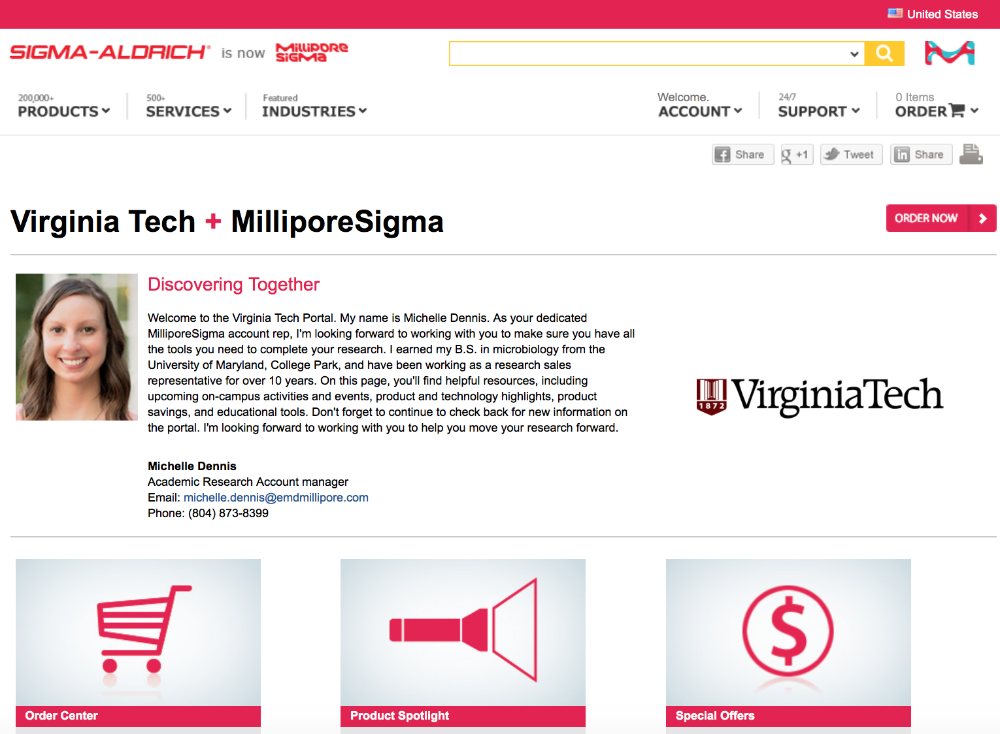 United States
SIGMA-ALDRICH® is now MILLIPORE
SIGMA
200,000+
PRODUCTS
500+
SERVICES
Featured
INDUSTRIES
Welcome.
ACCOUNT
24/7
SUPPORT
0 Items
ORDER
f Share
g +1
Tweet
in Share
Virginia Tech + MilliporeSigma
ORDER NOW
Discovering Together
Welcome to the Virginia Tech Portal. My name is Michelle Dennis. As your dedicated
MilliporeSigma account rep, I'm looking forward to working with you to make sure you have all
the tools you need to complete your research. I earned my B.S. in microbiology from the
University of Maryland, College Park, and have been working as a research sales
representative for over 10 years. On this page, you'll find helpful resources, including
upcoming on-campus activities and events, product and technology highlights, product
savings, and educational tools. Don't forget to continue to check back for new information on
the portal. I'm looking forward to working with you to help you move your research forward.
Michelle Dennis
Academic Research Account manager
Email: michelle.dennis@emdmillipore.com
Phone: (804) 873-8399
1872 VirginiaTech
$
Order Center
Product Spotlight
Special Offers